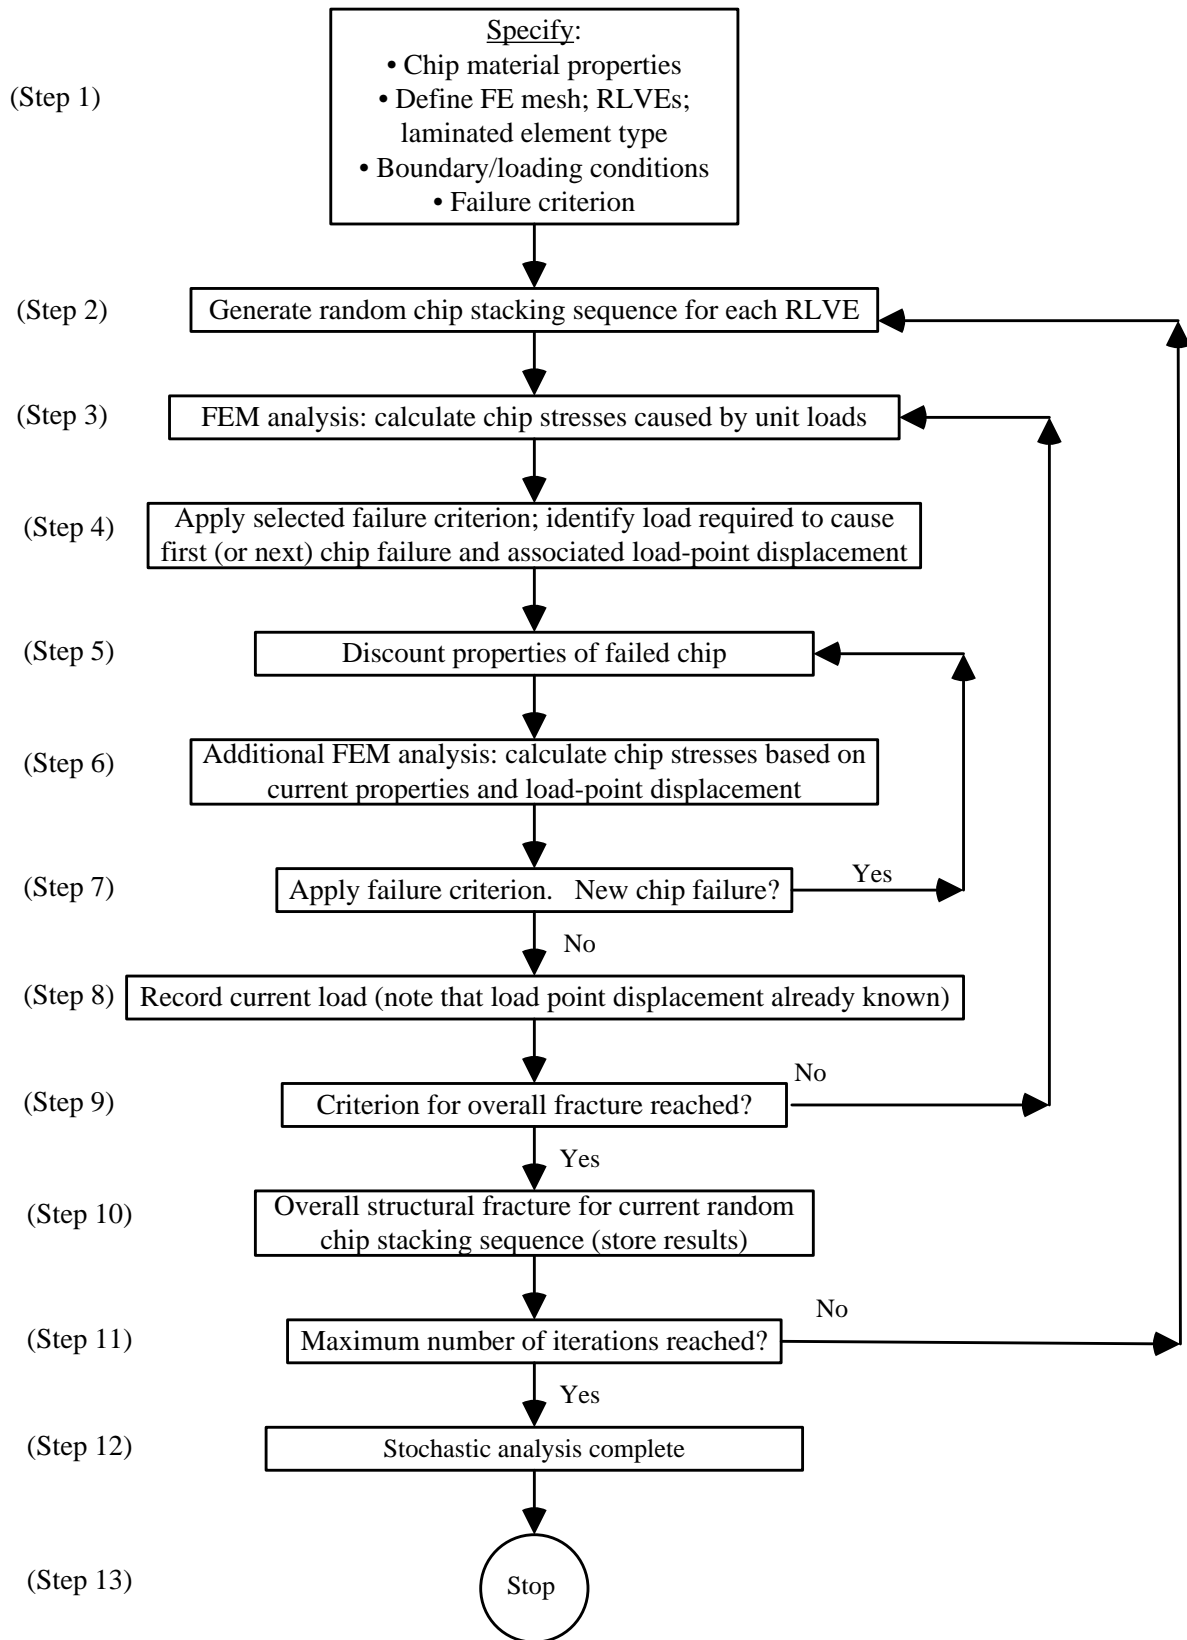 Specify:
• Chip material properties
(Step 1)
• Define FE mesh; RLVEs;
laminated element type
• Boundary/loading conditions
• Failure criterion
(Step 2)
Generate random chip stacking sequence for each RLVE
(Step 3)
FEM analysis: calculate chip stresses caused by unit loads
(Step 4)
Apply selected failure criterion; identify load required to cause
first (or next) chip failure and associated load-point displacement
(Step 5)
Discount properties of failed chip
(Step 6)
Additional FEM analysis: calculate chip stresses based on
current properties and load-point displacement
(Step 7)
Apply failure criterion. New chip failure?
Yes
No
(Step 8)
Record current load (note that load point displacement already known)
(Step 9)
Criterion for overall fracture reached?
No
Yes
(Step 10)
Overall structural fracture for current random
chip stacking sequence (store results)
(Step 11)
Maximum number of iterations reached?
No
Yes
(Step 12)
Stochastic analysis complete
(Step 13)
Stop